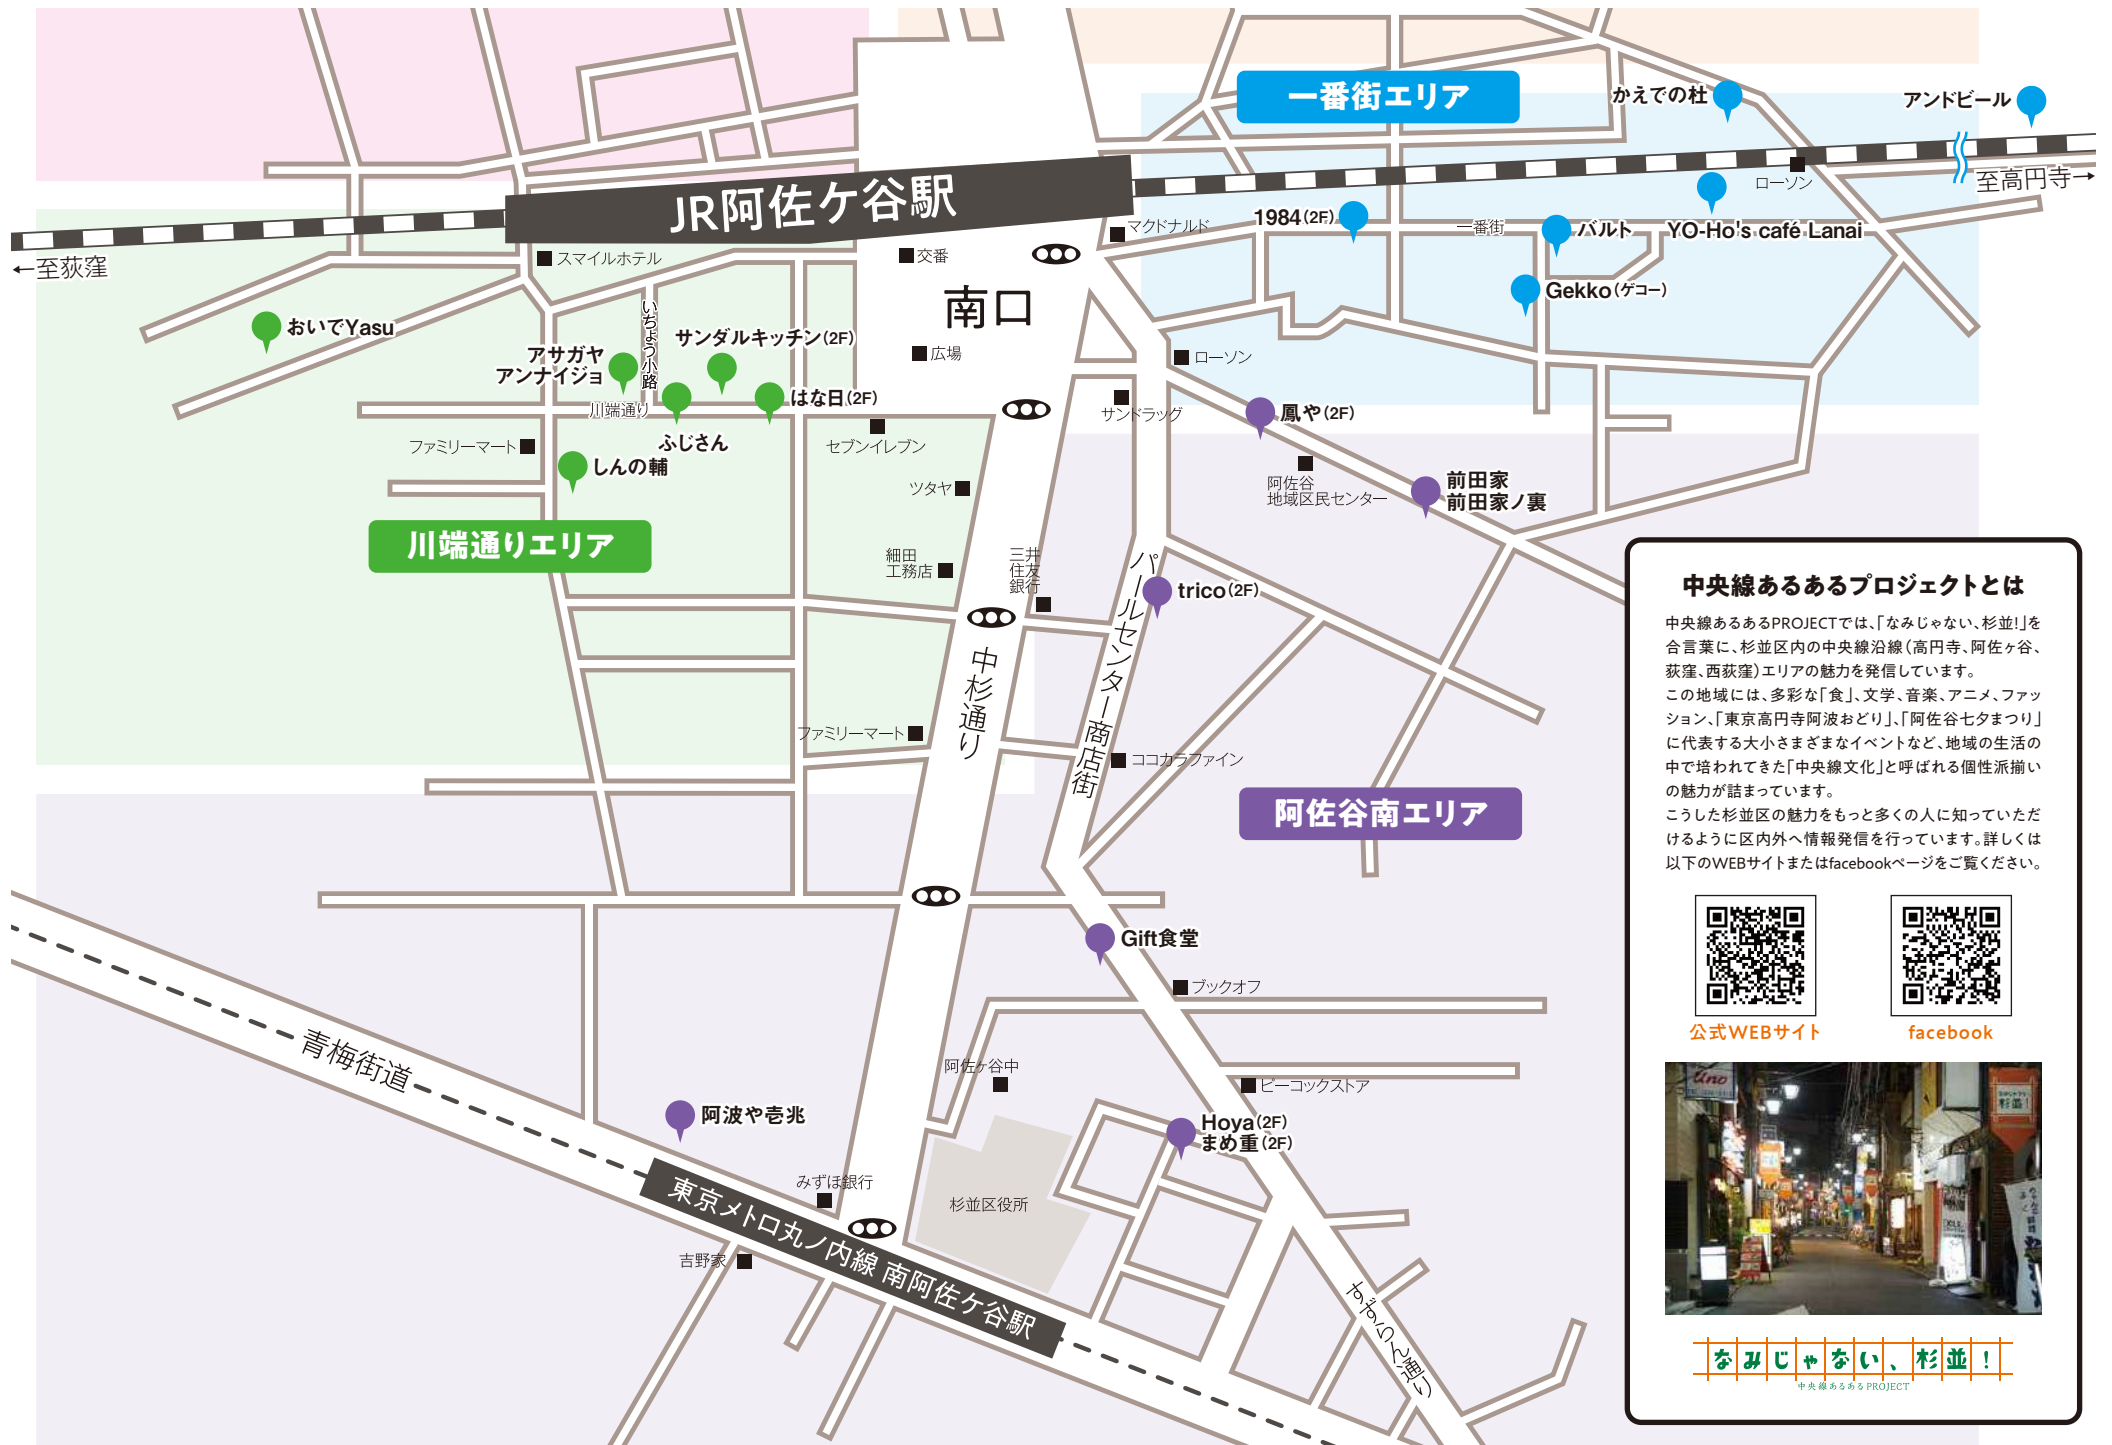 一番街エリア
かえでの杜
アンドビール
JR阿佐ケ谷駅
ローソン
至高円寺→
←至荻窪
スマイルホテル
交番
マクドナルド
1984(2F)
一番街
バルト
YO-Ho's café Lanai
南口
Gekko(ゲコー)
おいでYasu
いちょう小路
サンダルキッチン(2F)
アサガヤ
アンナイジョ
広場
ローソン
はな日(2F)
川端通り
サンドラッグ
鳳や(2F)
ふじさん
ファミリーマート
セブンイレブン
しんの輔
阿佐谷
地域区民センター
前田家
前田家ノ裏
ツタヤ
川端通りエリア
細田
工務店
三井
住友
銀行
パールセンター商店街
trico(2F)
中杉通り
ファミリーマート
ココカラファイン
阿佐谷南エリア
Gift食堂
ブックオフ
青梅街道
阿佐ヶ谷中
ピーコックストア
阿波や壱兆
Hoya(2F)
まめ重(2F)
みずほ銀行
杉並区役所
東京メトロ丸ノ内線 南阿佐ケ谷駅
吉野家
すずらん通り
中央線あるあるプロジェクトとは
中央線あるあるPROJECTでは、「なみじゃない、杉並!」を
合言葉に、杉並区内の中央線沿線(高円寺、阿佐ヶ谷、
荻窪、西荻窪)エリアの魅力を発信しています。
この地域には、多彩な「食」、文学、音楽、アニメ、ファッ
ション、「東京高円寺阿波おどり」、「阿佐谷七夕まつり」
に代表する大小さまざまなイベントなど、地域の生活の
中で培われてきた「中央線文化」と呼ばれる個性派揃い
の魅力が詰まっています。
こうした杉並区の魅力をもっと多くの人に知っていただ
けるように区内外へ情報発信を行っています。詳しくは
以下のWEBサイトまたはfacebookページをご覧ください。
公式WEBサイト
facebook
uno
なみじゃない、杉並!
中央線あるあるPROJECT